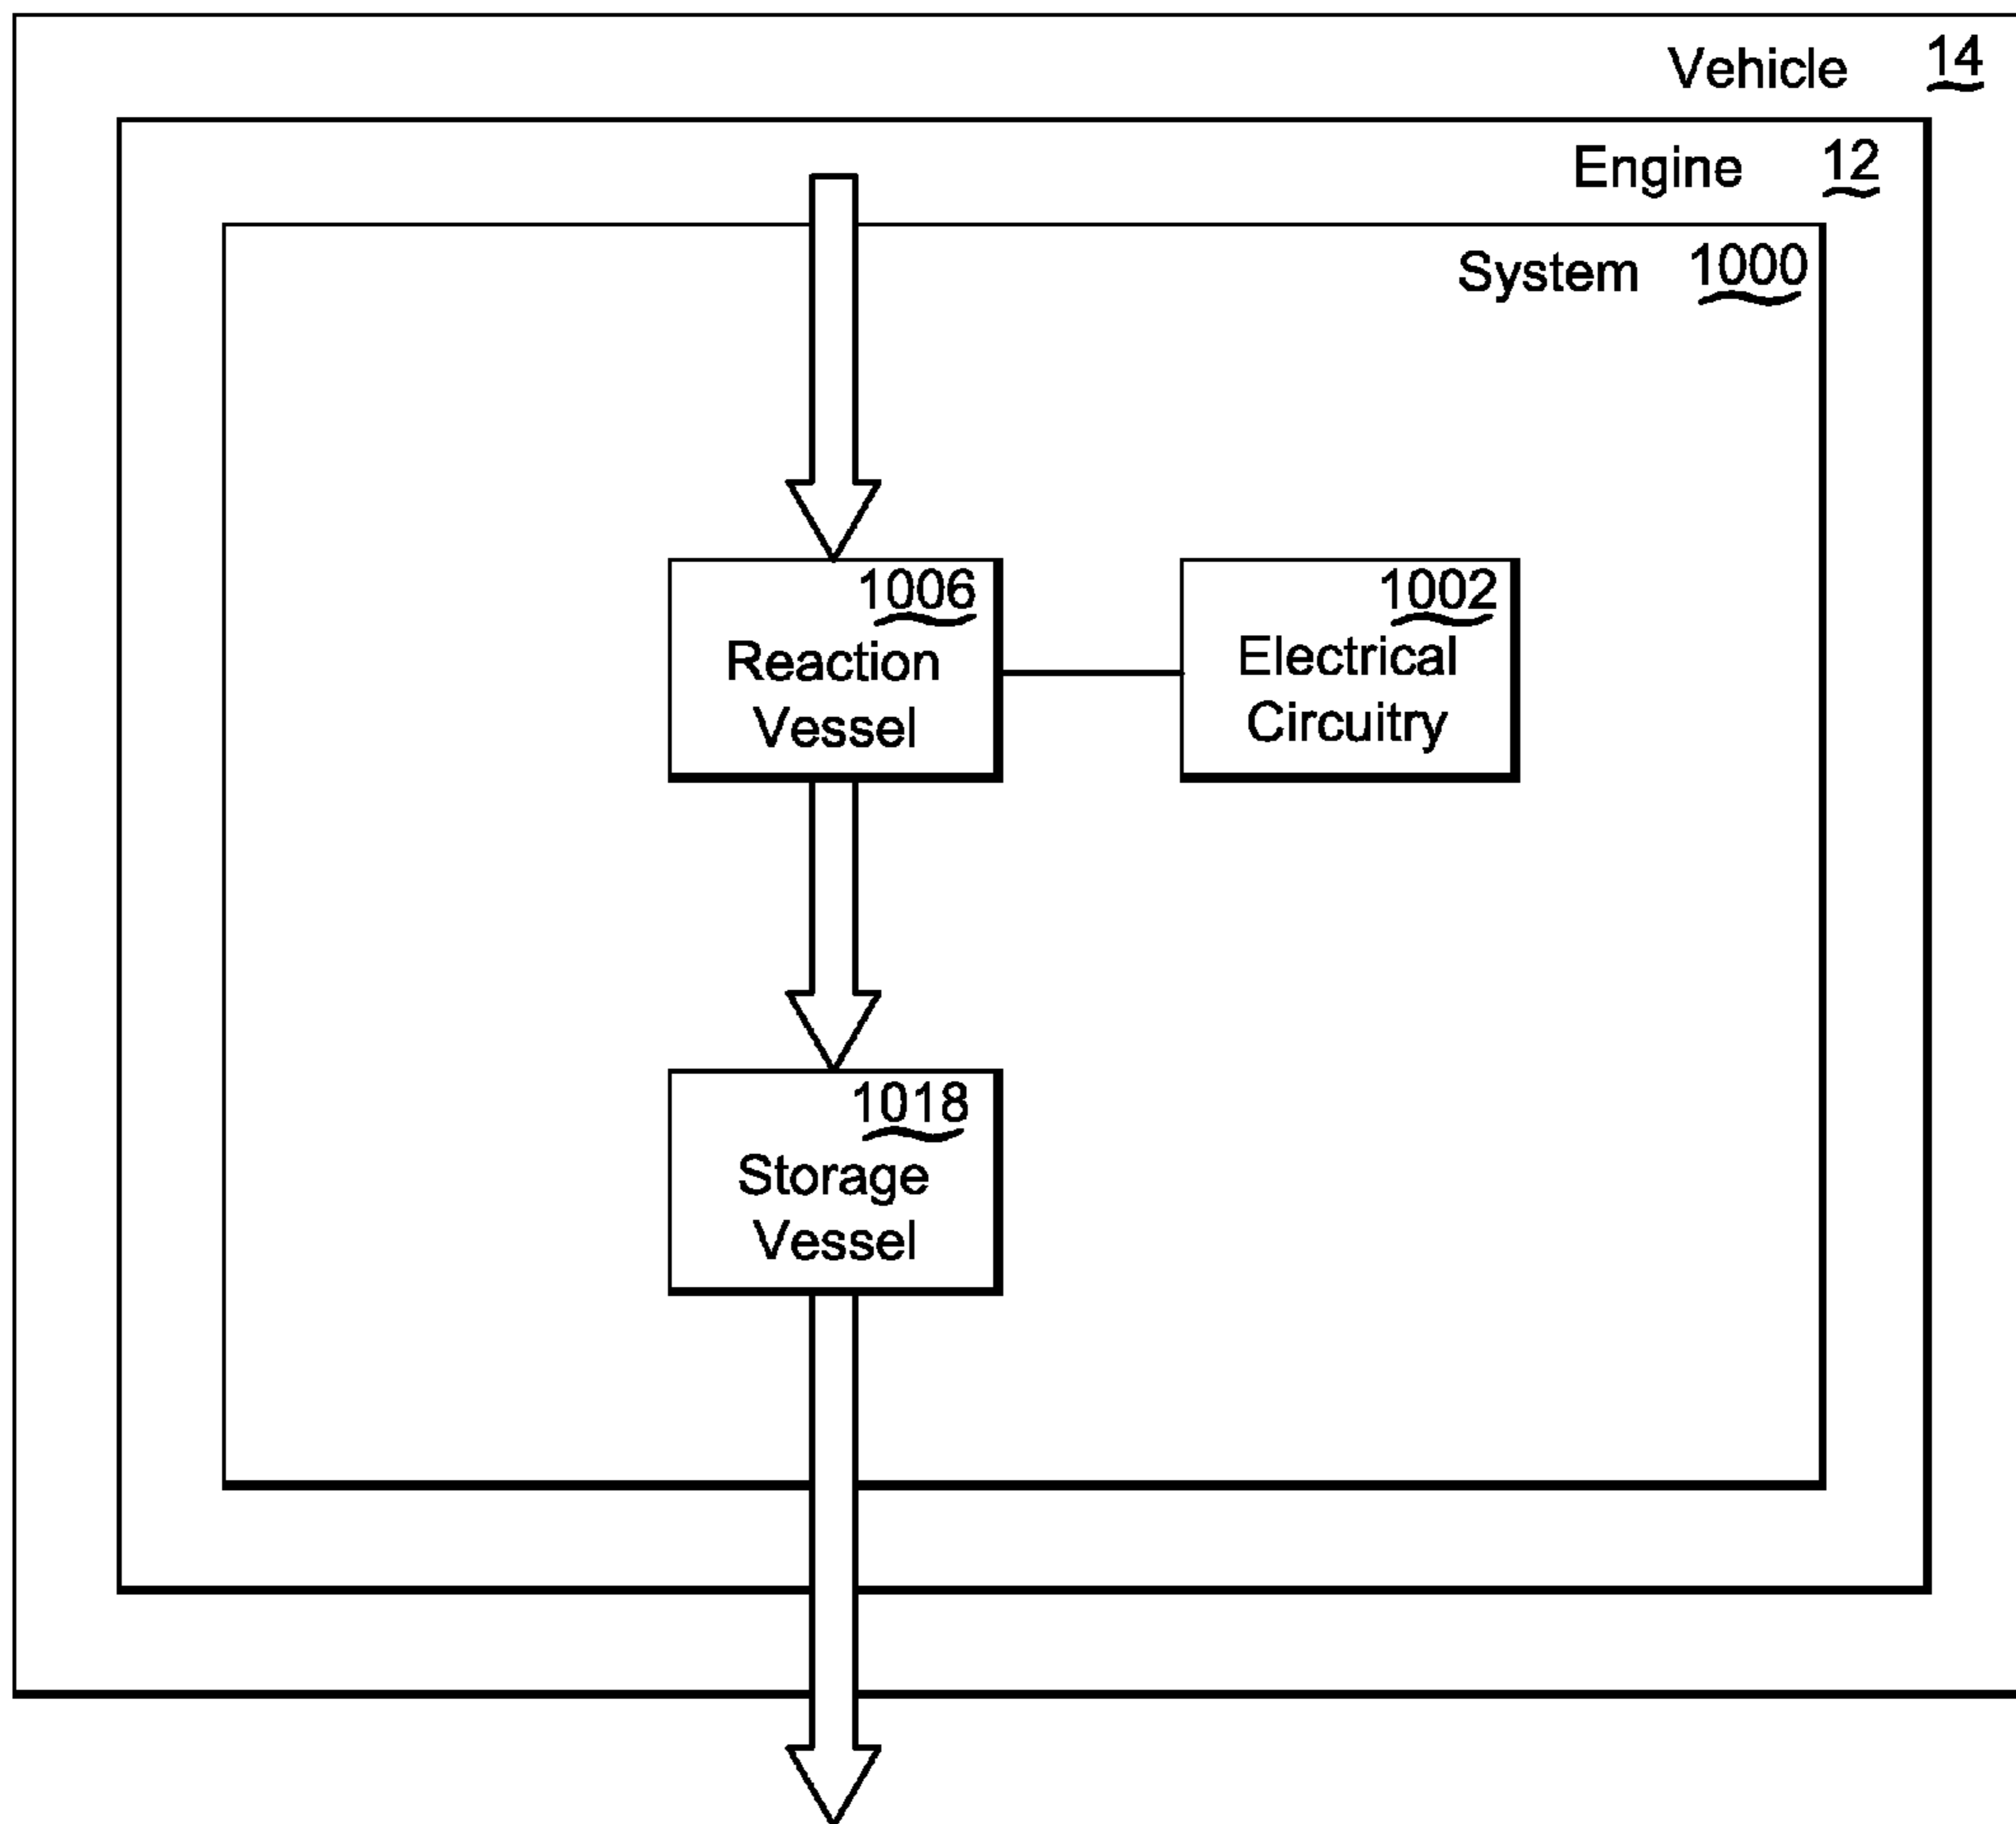 Vehicle 14
Engine 12
System 1000
1006
Reaction
Vessel
1002
Electrical
Circuitry
1018
Storage
Vessel